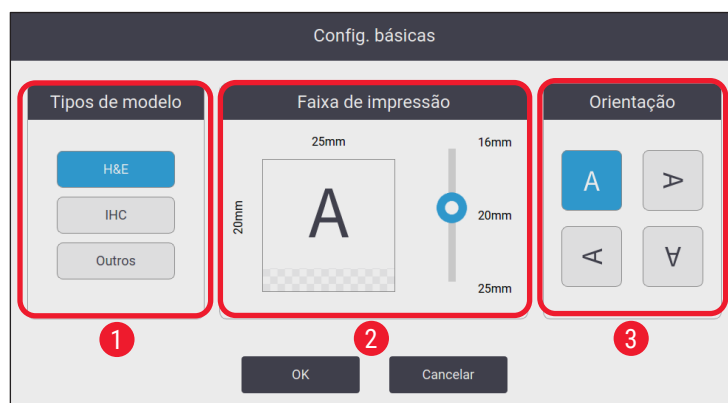 Config. básicas
Tipos de modelo
H&E
IHC
Outros
1
Faixa de impressão
25mm
20mm
A
16mm
20mm
25mm
2
Orientação
A
A
A
A
3
OK
Cancelar